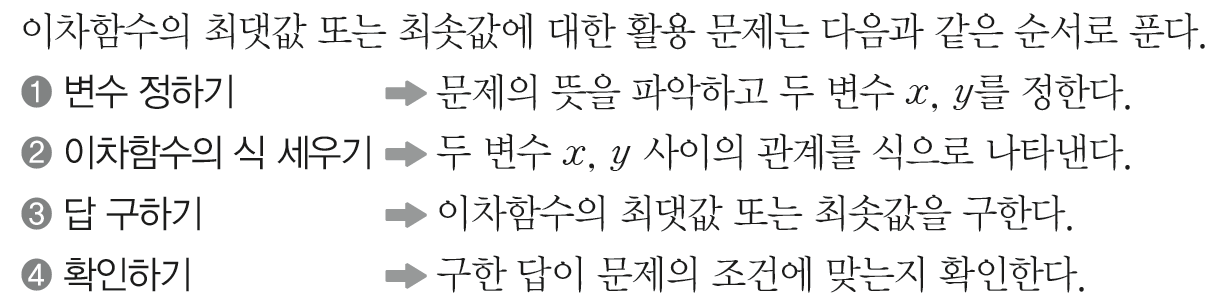 이차함수의 최댓값 또는 최솟값에 대한 활용 문제는 다음과 같은 순서로 푼다.
❶ 변수 정하기 ➡ 문제의 뜻을 파악하고 두 변수 x, y를 정한다.
❷ 이차함수의 식 세우기 ➡ 두 변수 x, y 사이의 관계를 식으로 나타낸다.
❸ 답 구하기 ➡ 이차함수의 최댓값 또는 최솟값을 구한다.
❹ 확인하기 ➡ 구한 답이 문제의 조건에 맞는지 확인한다.